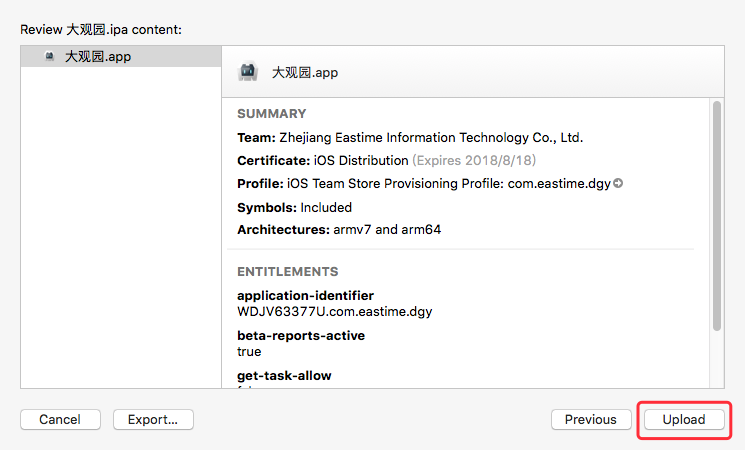 Review 大观园.ipa content:
大观园.app
大观园.app
SUMMARY
Team: Zhejiang Eastime Information Technology Co., Ltd.
Certificate: iOS Distribution (Expires 2018/8/18)
Profile: iOS Team Store Provisioning Profile: com.eastime.dgy
Symbols: Included
Architectures: armv7 and arm64
ENTITLEMENTS
application-identifier
WDJV63377U.com.eastime.dgy
beta-reports-active
true
get-task-allow
Cancel
Export...
Previous
Upload